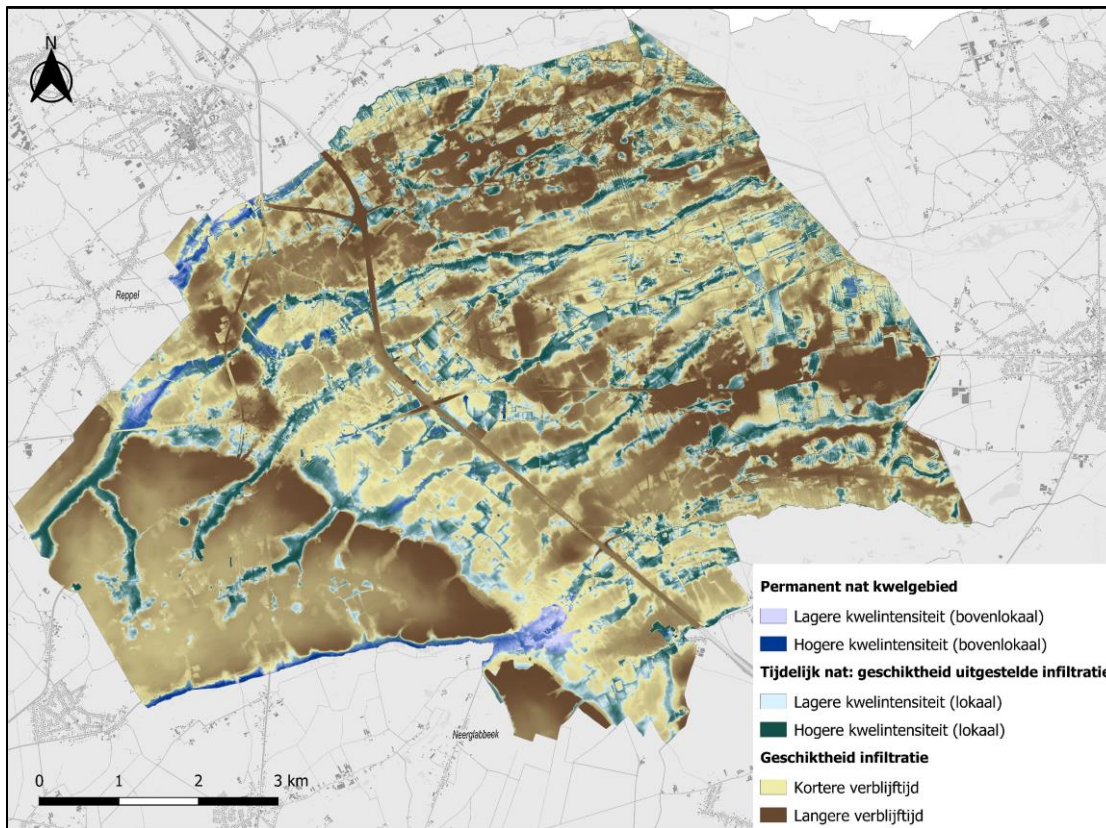 N
Reppel
Neerglabbeek
0 1 2 3 km
Permanent nat kwelgebied
Lagere kwelintensiteit (bovenlokaal)
Hogere kwelintensiteit (bovenlokaal)
Tijdelijk nat: geschiktheid uitgestelde infiltratie
Lagere kwelintensiteit (lokaal)
Hogere kwelintensiteit (lokaal)
Geschiktheid infiltratie
Kortere verblijftijd
Langere verblijftijd